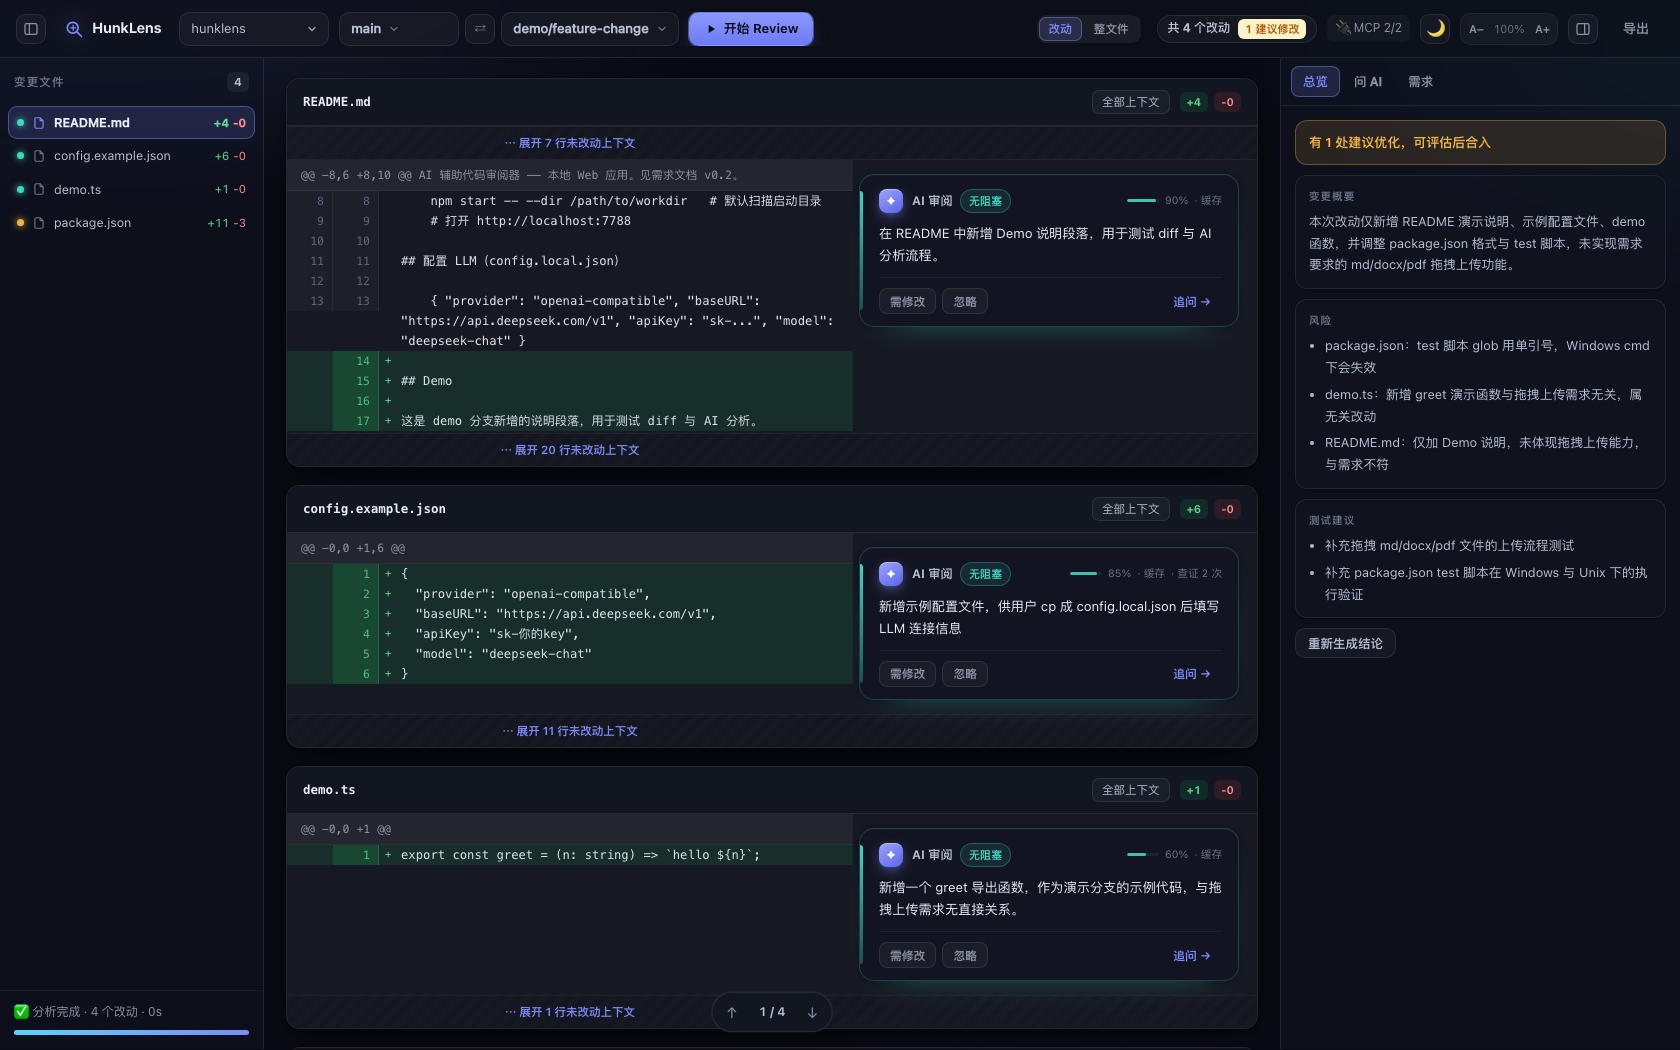 HunkLens
hunklens
main
demo/feature-change
开始 Review
改动
整文件
共 4 个改动
1 建议修改
MCP 2/2
A−
100%
A+
导出
变更文件
4
README.md
+4 -0
config.example.json
+6 -0
demo.ts
+1 -0
package.json
+11 -3
分析完成 · 4 个改动 · 0s
README.md
全部上下文
+4
-0
··· 展开 7 行未改动上下文
@@ −8,6 +8,10 @@ AI 辅助代码审阅器 —— 本地 Web 应用。见需求文档 v0.2。
8 8 npm start -- --dir /path/to/workdir # 默认扫描启动目录
9 9 # 打开 http://localhost:7788
10 10
11 11 ## 配置 LLM（config.local.json）
12 12
13 13 { "provider": "openai-compatible", "baseURL":
"https://api.deepseek.com/v1", "apiKey": "sk-...", "model":
"deepseek-chat" }
14 +
15 + ## Demo
16 +
17 + 这是 demo 分支新增的说明段落，用于测试 diff 与 AI 分析。
AI 审阅
无阻塞
90% · 缓存
在 README 中新增 Demo 说明段落，用于测试 diff 与 AI
分析流程。
需修改
忽略
追问 →
··· 展开 20 行未改动上下文
config.example.json
全部上下文
+6
-0
@@ −0,0 +1,6 @@
1 + {
2 + "provider": "openai-compatible",
3 + "baseURL": "https://api.deepseek.com/v1",
4 + "apiKey": "sk-你的key",
5 + "model": "deepseek-chat"
6 + }
AI 审阅
无阻塞
85% · 缓存 · 查证 2 次
新增示例配置文件，供用户 cp 成 config.local.json 后填写
LLM 连接信息
需修改
忽略
追问 →
··· 展开 11 行未改动上下文
demo.ts
全部上下文
+1
-0
@@ −0,0 +1 @@
1 + export const greet = (n: string) => `hello ${n}`;
AI 审阅
无阻塞
60% · 缓存
新增一个 greet 导出函数，作为演示分支的示例代码，与拖
拽上传需求无直接关系。
需修改
忽略
追问 →
··· 展开 1 行未改动上下文
↑ 1 / 4 ↓
总览
问 AI
需求
有 1 处建议优化，可评估后合入
变更概要
本次改动仅新增 README 演示说明、示例配置文件、demo
函数，并调整 package.json 格式与 test 脚本，未实现需求
要求的 md/docx/pdf 拖拽上传功能。
风险
• package.json：test 脚本 glob 用单引号，Windows cmd
下会失效
• demo.ts：新增 greet 演示函数与拖拽上传需求无关，属
无关改动
• README.md：仅加 Demo 说明，未体现拖拽上传能力，
与需求不符
测试建议
• 补充拖拽 md/docx/pdf 文件的上传流程测试
• 补充 package.json test 脚本在 Windows 与 Unix 下的执
行验证
重新生成结论